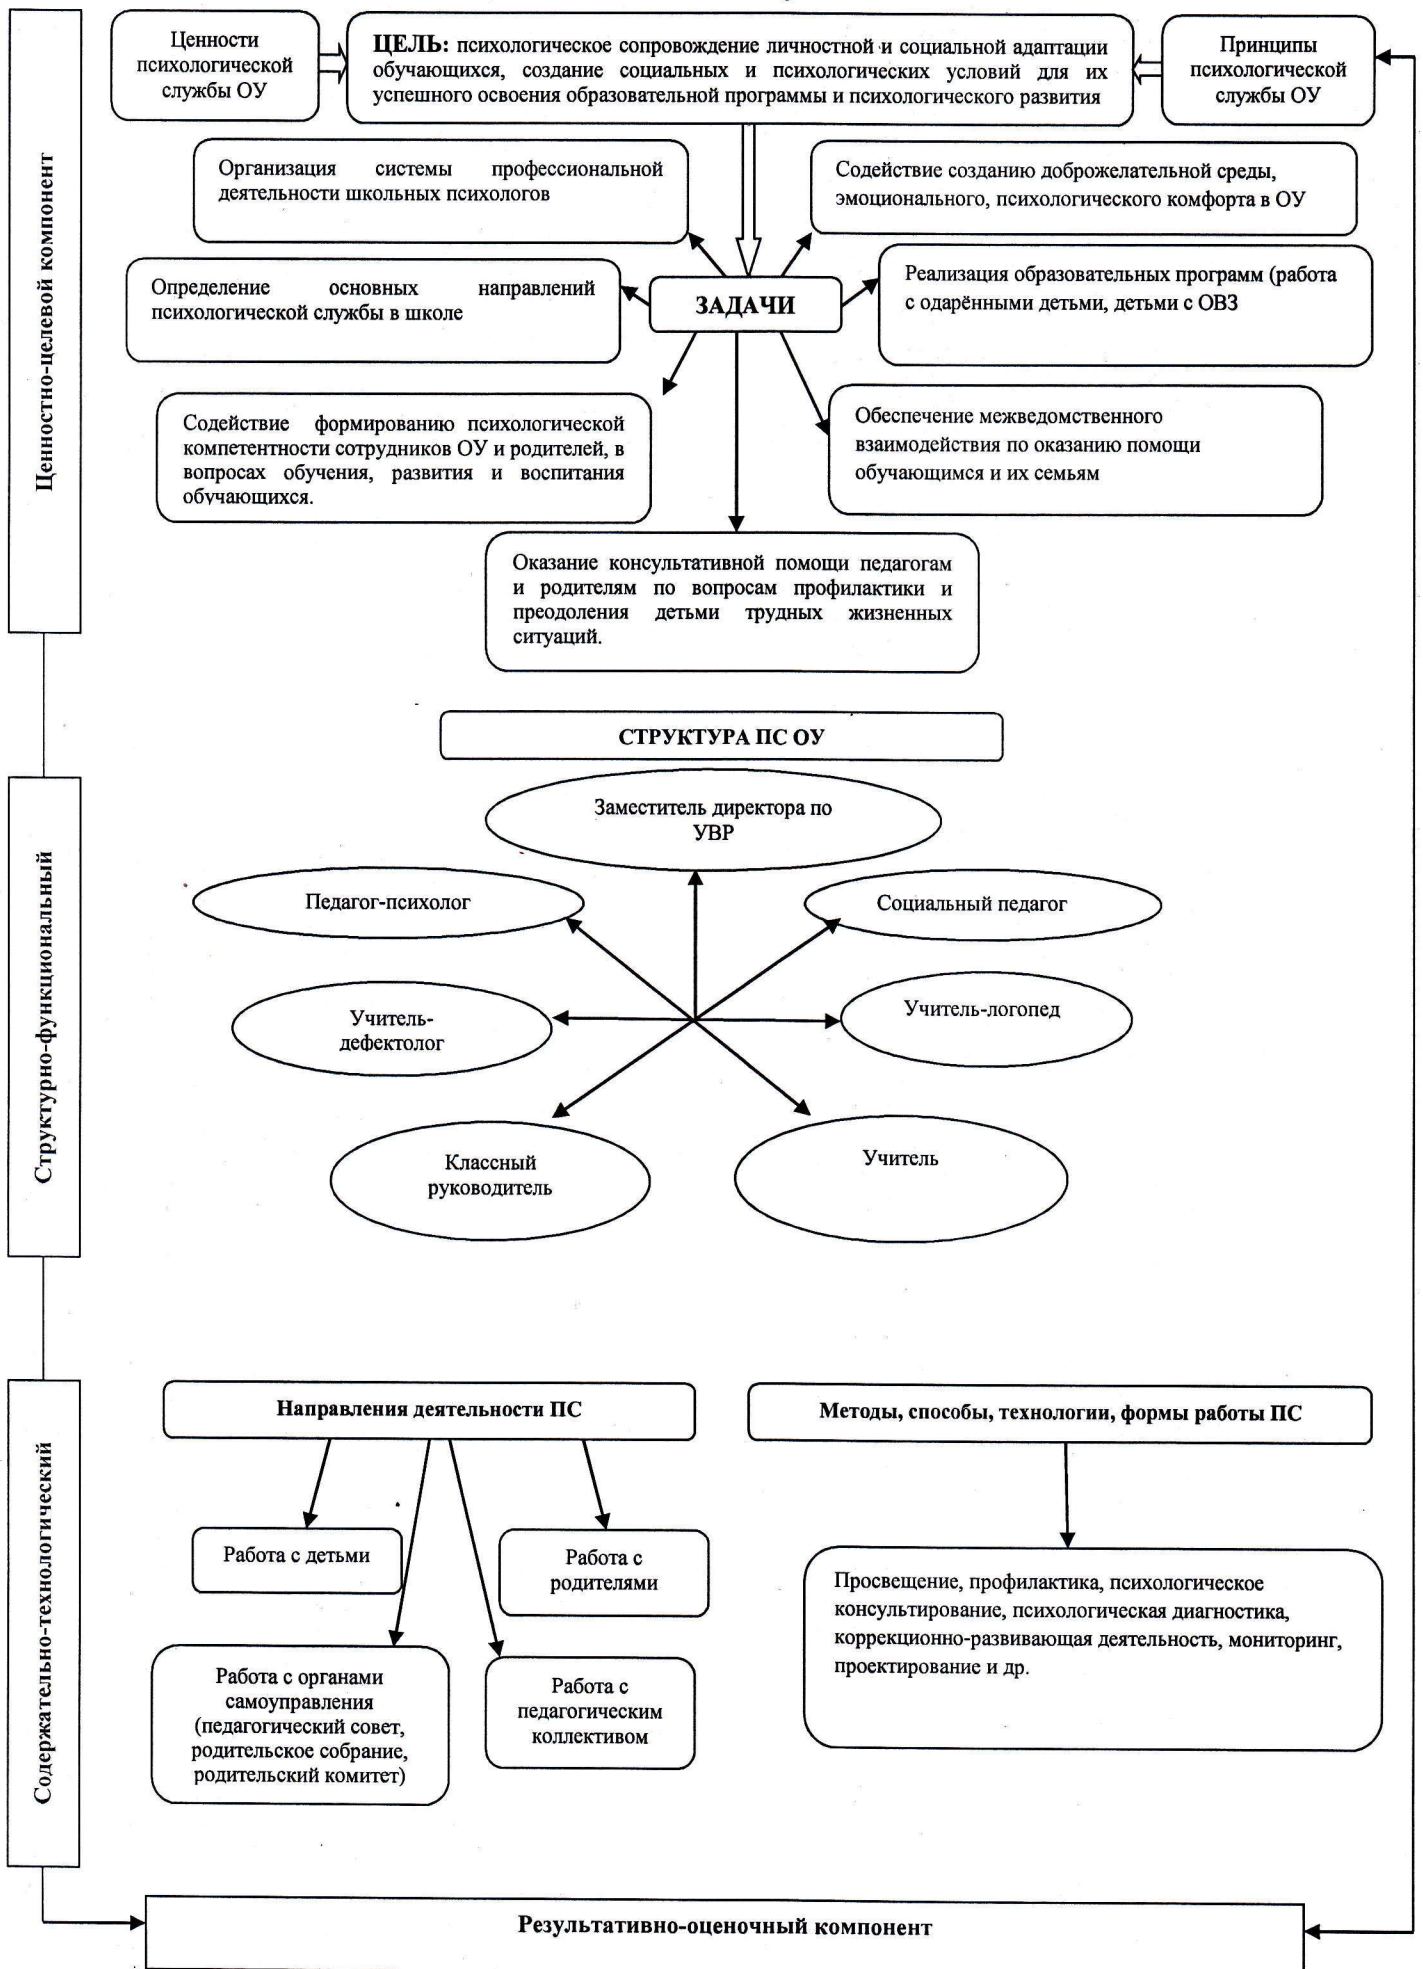 Ценности
психологической
службы ОУ
ЦЕЛЬ: психологическое сопровождение личностной и социальной адаптации
обучающихся, создание социальных и психологических условий для их
успешного освоения образовательной программы и психологического развития
Принципы
психологической
службы ОУ
Ценностно-целевой компонент
Организация системы профессиональной
деятельности школьных психологов
Содействие созданию доброжелательной среды,
эмоционального, психологического комфорта в ОУ
Определение основных направлений
психологической службы в школе
ЗАДАЧИ
Реализация образовательных программ (работа
с одарёнными детьми, детьми с ОВЗ
Содействие формированию психологической
компетентности сотрудников ОУ и родителей, в
вопросах обучения, развития и воспитания
обучающихся.
Обеспечение межведомственного
взаимодействия по оказанию помощи
обучающимся и их семьям
Оказание консультативной помощи педагогам
и родителям по вопросам профилактики и
преодоления детьми трудных жизненных
ситуаций.
Структурно-функциональный
СТРУКТУРА ПС ОУ
Заместитель директора по
УВР
Педагог-психолог
Социальный педагог
Учитель-
дефектолог
Учитель-логопед
Классный
руководитель
Учитель
Содержательно-технологический
Направления деятельности ПС
Методы, способы, технологии, формы работы ПС
Работа с детьми
Работа с
родителями
Просвещение, профилактика, психологическое
консультирование, психологическая диагностика,
коррекционно-развивающая деятельность, мониторинг,
проектирование и др.
Работа с органами
самоуправления
(педагогический совет,
родительское собрание,
родительский комитет)
Работа с
педагогическим
коллективом
Результативно-оценочный компонент